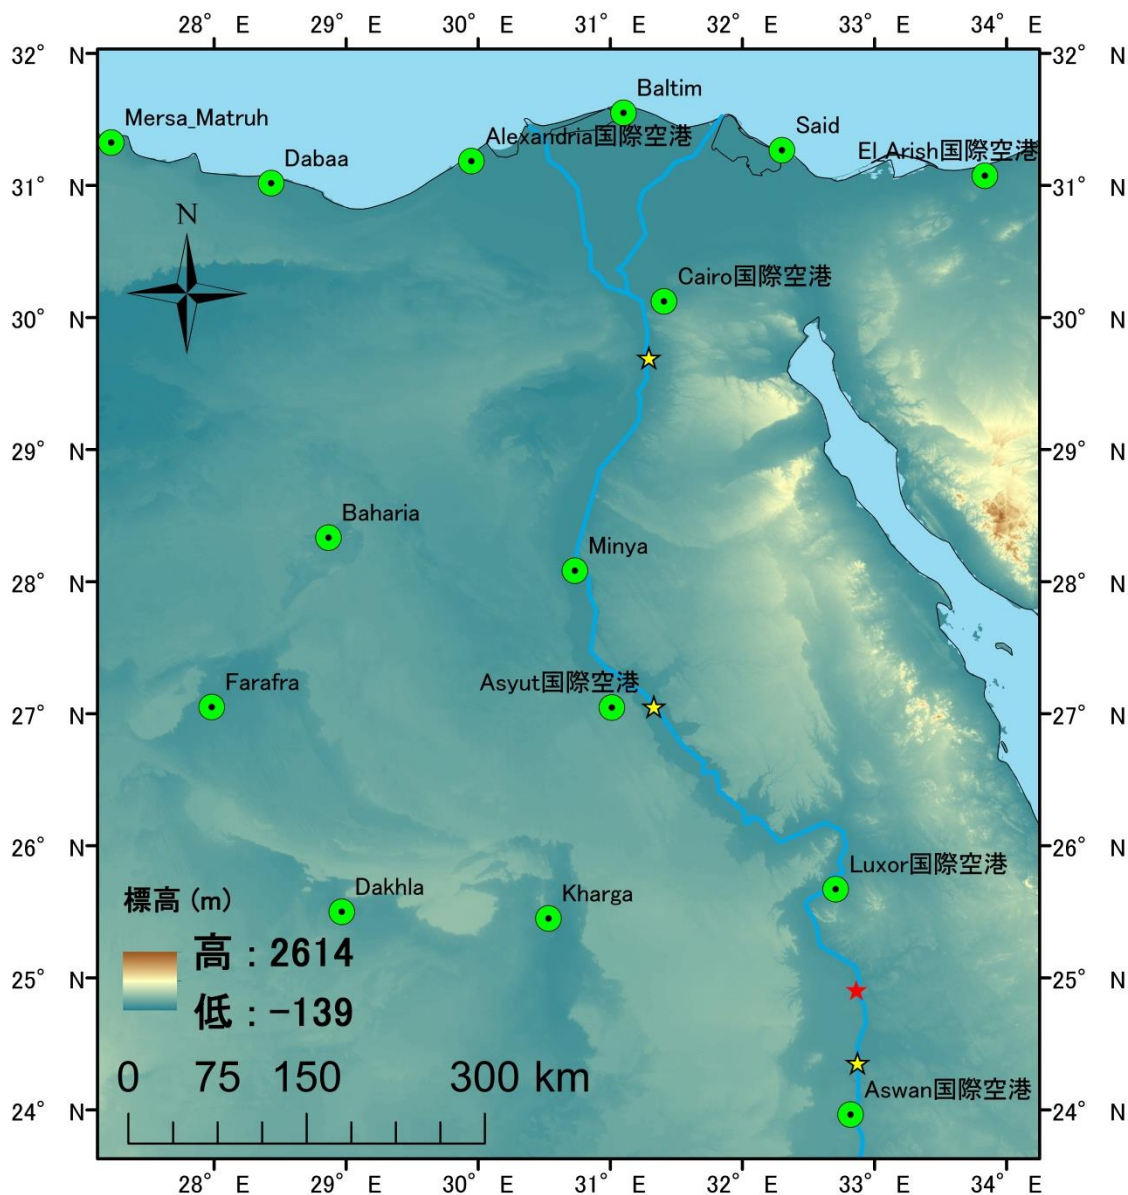 28° E 29° E 30° E 31° E 32° E 33° E 34° E
32° N 32° N
Baltim
Mersa_Matruh
Alexandria国際空港
Said
Dabaa
El Arish国際空港
31° N 31° N
N
Cairo国際空港
30° N 30° N
29° N 29° N
Baharia
Minya
28° N 28° N
Farafra
Asyut国際空港
27° N 27° N
26° N 26° N
Luxor国際空港
Dakhla
Kharga
標高 (m)
高 : 2614
25° N 25° N
低 : -139
0 75 150 300 km
Aswan国際空港
24° N 24° N
28° E 29° E 30° E 31° E 32° E 33° E 34° E